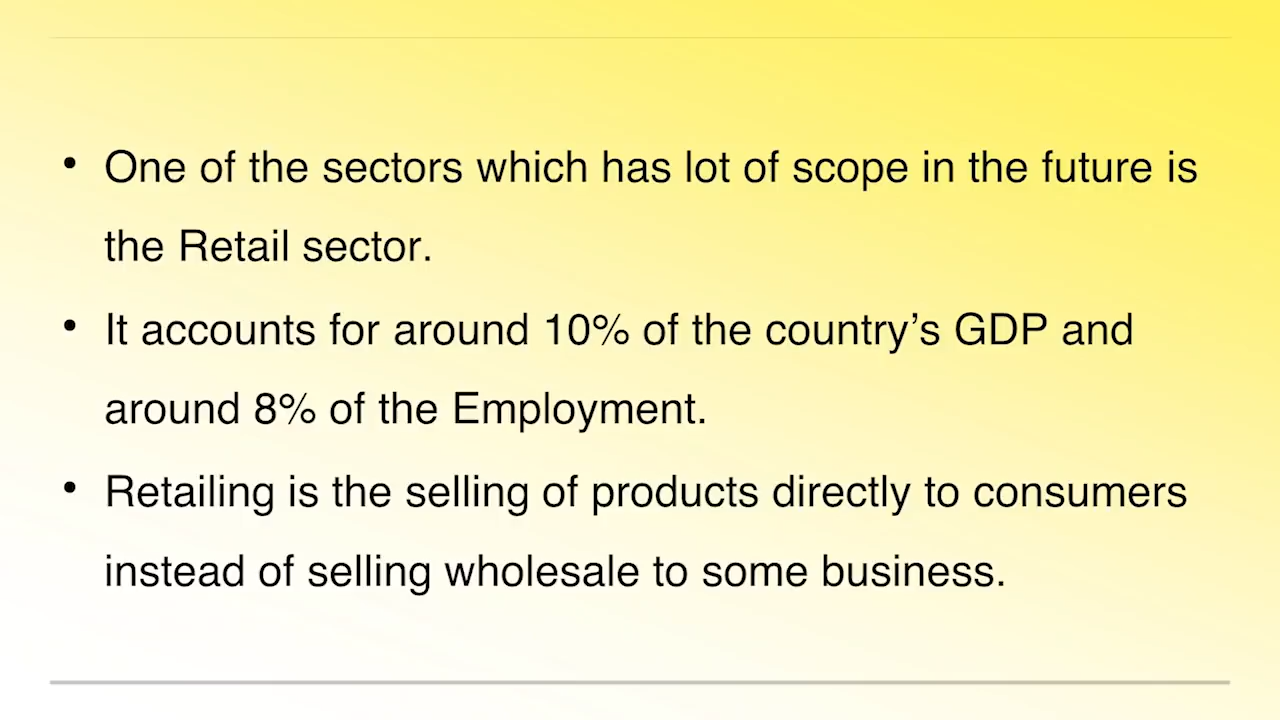 • One of the sectors which has lot of scope in the future is
the Retail sector.
• It accounts for around 10% of the country’s GDP and
around 8% of the Employment.
• Retailing is the selling of products directly to consumers
instead of selling wholesale to some business.